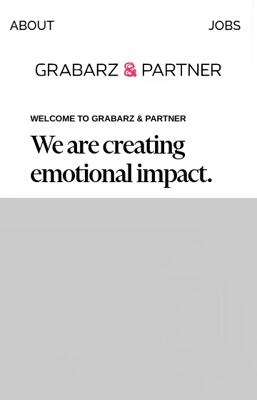 ABOUT JOBS
GRABARZ & PARTNER
WELCOME TO GRABARZ & PARTNER
We are creating
emotional impact.